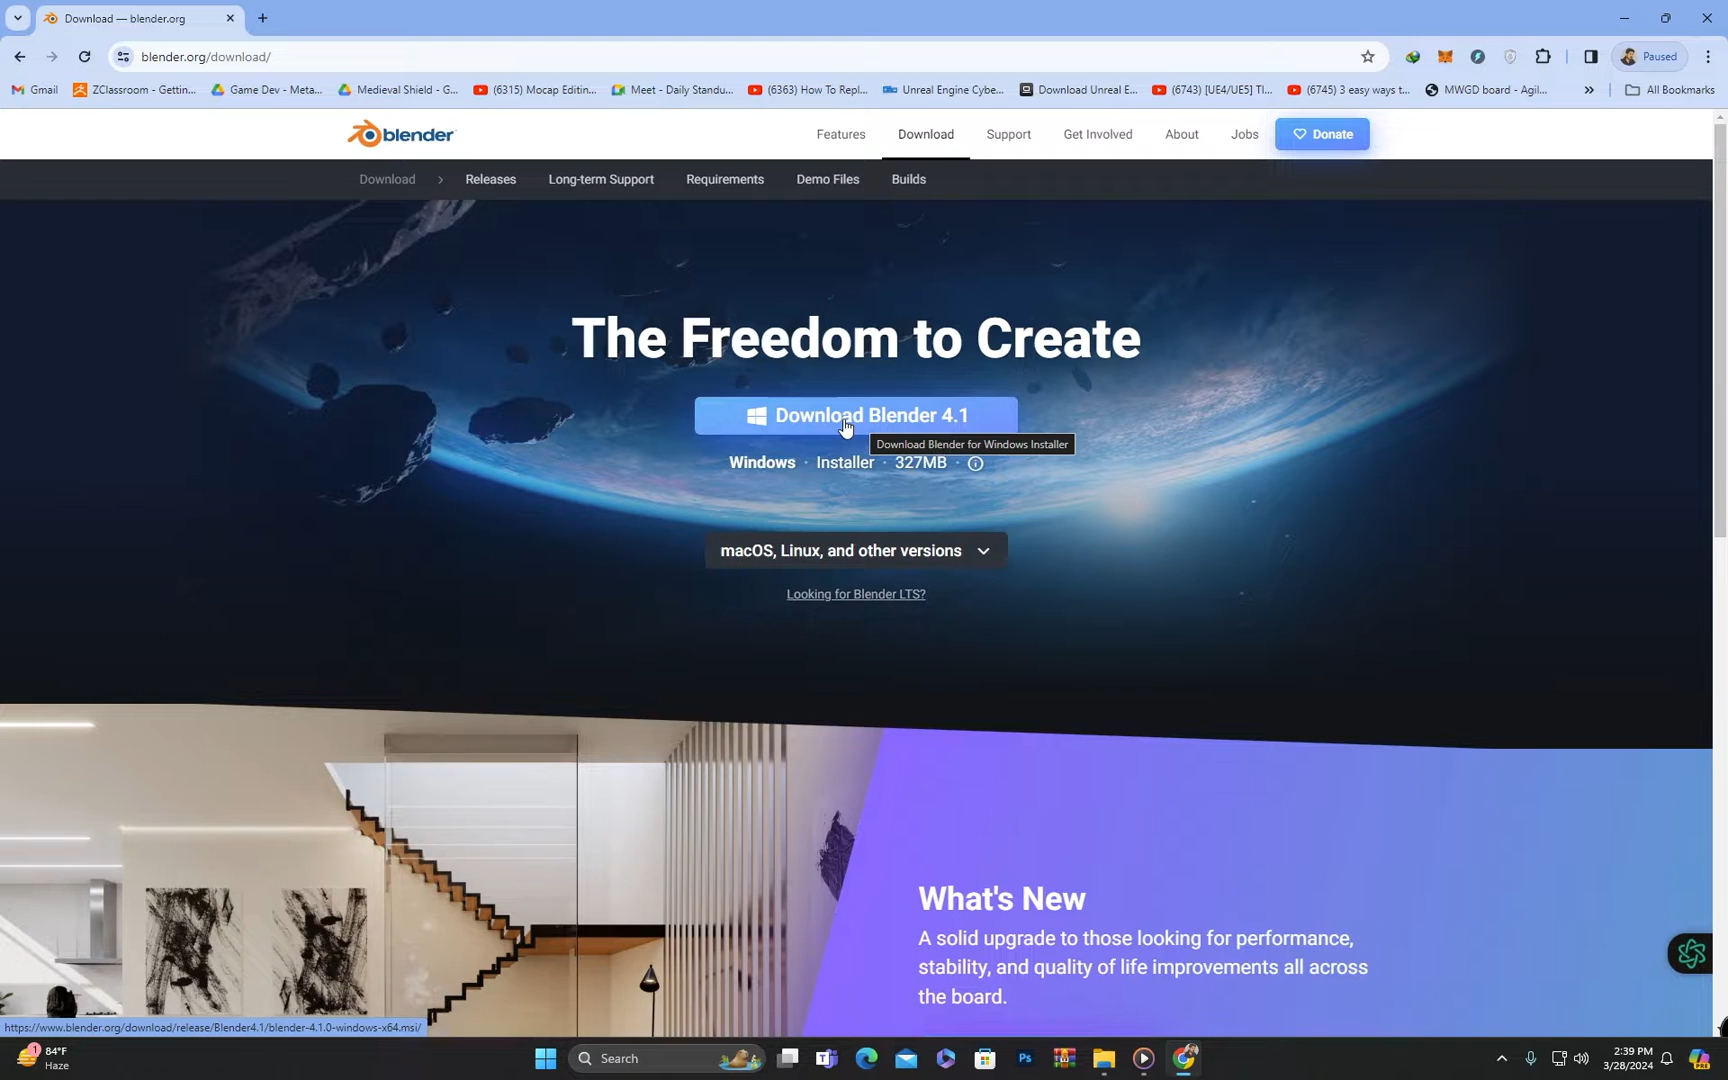 Download — blender.org
blender.org/download/
Paused
Gmail
ZClassroom - Gettin...
Game Dev - Meta...
Medieval Shield - G...
(6315) Mocap Editin...
Meet - Daily Standu...
(6363) How To Repl...
Unreal Engine Cybe...
Download Unreal E...
(6743) [UE4/UE5] Tl...
(6745) 3 easy ways t...
MWGD board - Agil...
»
All Bookmarks
blender
Features
Download
Support
Get Involved
About
Jobs
Donate
Download
Releases
Long-term Support
Requirements
Demo Files
Builds
The Freedom to Create
Download Blender 4.1
Download Blender for Windows Installer
Windows · Installer · 327MB ·
macOS, Linux, and other versions
Looking for Blender LTS?
What's New
A solid upgrade to those looking for performance,
stability, and quality of life improvements all across
the board.
https://www.blender.org/download/release/Blender4.1/blender-4.1.0-windows-x64.msi/
1
84°F
Haze
Search
Ps
2:39 PM
3/28/2024
PRE